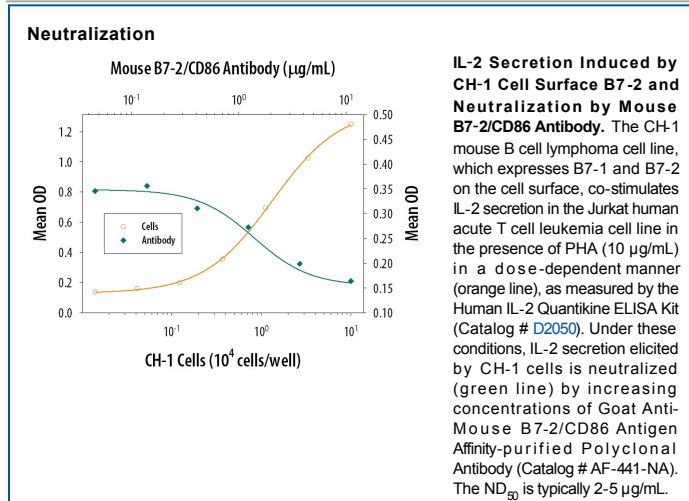 Neutralization
Mouse B7-2/CD86 Antibody (µg/mL)
10⁻¹ 10⁰ 10¹
Mean OD
1.2
1.0
0.8
0.6
0.4
0.2
0.0
Cells
Antibody
0.50
0.45
0.40
0.35
0.30
0.25
0.20
0.15
0.10
Mean OD
10⁻¹ 10⁰ 10¹
CH-1 Cells (10⁴ cells/well)
IL-2 Secretion Induced by
CH-1 Cell Surface B7-2 and
Neutralization by Mouse
B7-2/CD86 Antibody. The CH-1
mouse B cell lymphoma cell line,
which expresses B7-1 and B7-2
on the cell surface, co-stimulates
IL-2 secretion in the Jurkat human
acute T cell leukemia cell line in
the presence of PHA (10 µg/mL)
in a dose-dependent manner
(orange line), as measured by the
Human IL-2 Quantikine ELISA Kit
(Catalog # D2050). Under these
conditions, IL-2 secretion elicited
by CH-1 cells is neutralized
(green line) by increasing
concentrations of Goat Anti-
Mouse B7-2/CD86 Antigen
Affinity-purified Polyclonal
Antibody (Catalog # AF-441-NA).
The ND₅₀ is typically 2-5 µg/mL.